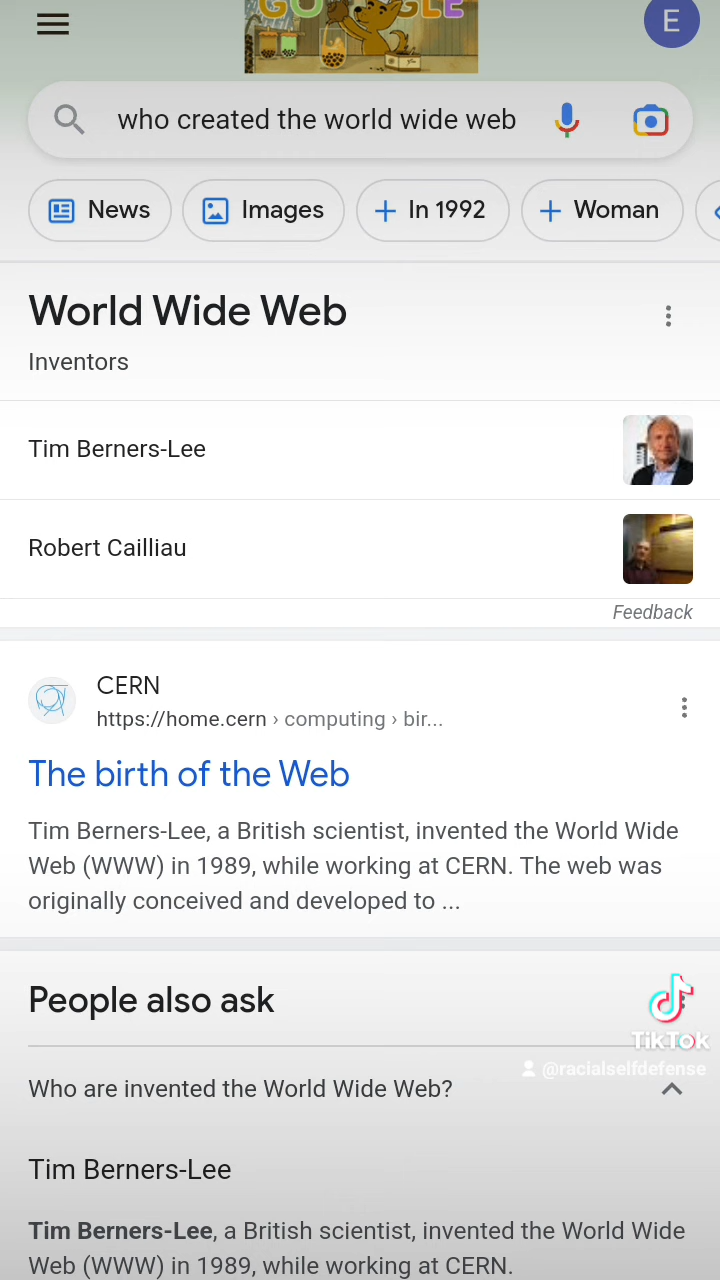 GOOGLE
E
who created the world wide web
News
Images
In 1992
Woman
World Wide Web
Inventors
Tim Berners-Lee
Robert Cailliau
Feedback
CERN
https://home.cern › computing › bir...
The birth of the Web
Tim Berners-Lee, a British scientist, invented the World Wide
Web (WWW) in 1989, while working at CERN. The web was
originally conceived and developed to ...
People also ask
TikTok
@racialselfdefense
Who are invented the World Wide Web?
Tim Berners-Lee
Tim Berners-Lee, a British scientist, invented the World Wide
Web (WWW) in 1989, while working at CERN.